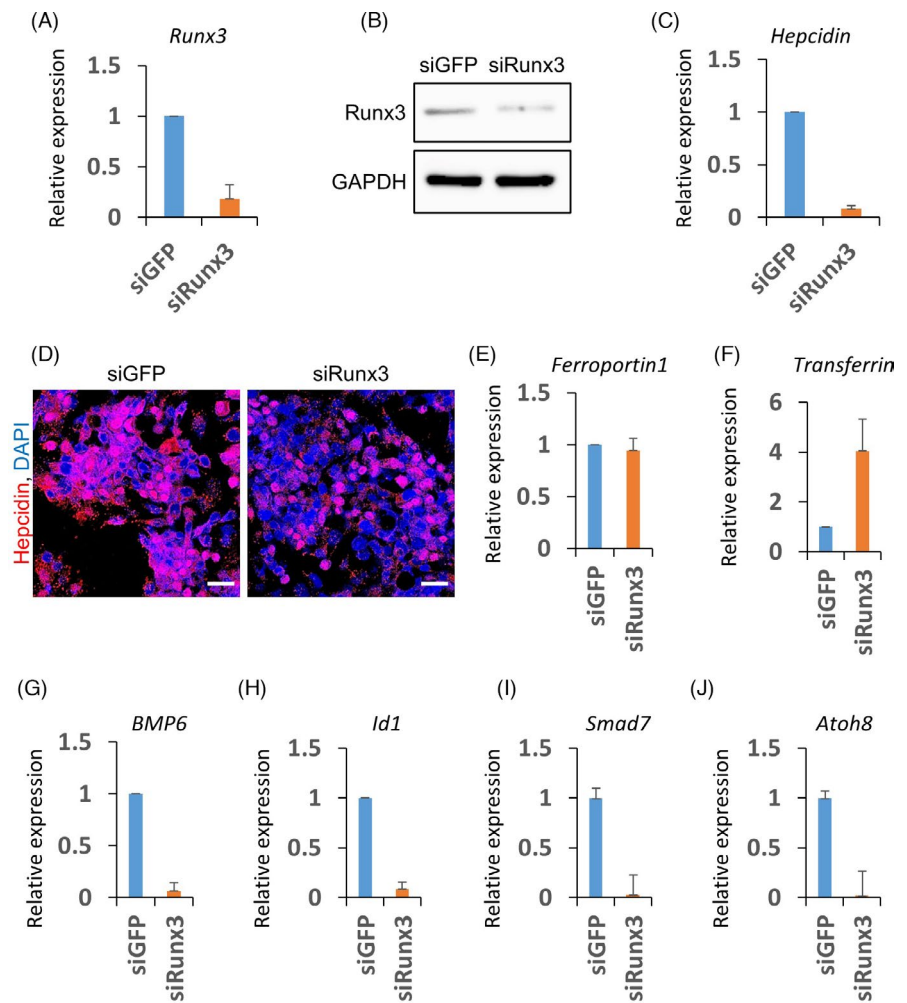 (A)
Runx3
Relative expression
1.5
1
0.5
0
siGFP
siRunx3
(B)
siGFP siRunx3
Runx3
GAPDH
(C)
Hepcidin
Relative expression
1.5
1
0.5
0
siGFP
siRunx3
(D)
siGFP
siRunx3
Hepcidin, DAPI
(E)
Ferroportin1
Relative expression
1.5
1
0.5
0
siGFP
siRunx3
(F)
Transferrin
Relative expression
6
4
2
0
siGFP
siRunx3
(G)
BMP6
Relative expression
1.5
1
0.5
0
siGFP
siRunx3
(H)
Id1
Relative expression
1.5
1
0.5
0
siGFP
siRunx3
(I)
Smad7
Relative expression
1.5
1
0.5
0
siGFP
siRunx3
(J)
Atoh8
Relative expression
1.5
1
0.5
0
siGFP
siRunx3